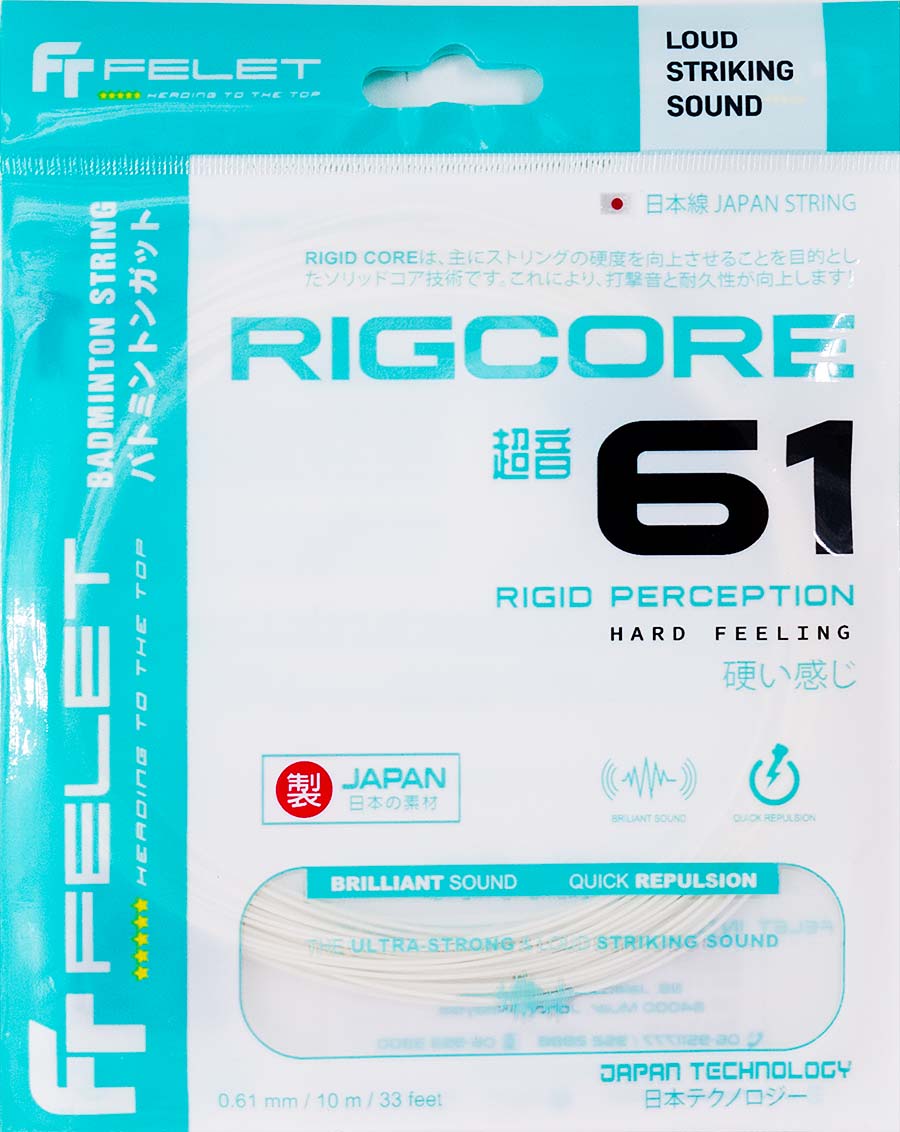 FT FELET
HEADING TO THE TOP
LOUD
STRIKING
SOUND
日本線 JAPAN STRING
RIGID COREは、主にストリングの硬度を向上させることを目的とし
たソリッドコア技術です。これにより、打撃音と耐久性が向上します!
RIGCORE
超音
61
RIGID PERCEPTION
HARD FEELING
硬い感じ
BADMINTON STRING
バトミントンガット
FT FELET
HEADING TO THE TOP
製
JAPAN
日本の素材
BRILIANT SOUND
QUICK REPULSION
BRILLIANT SOUND QUICK REPULSION
THE ULTRA-STRONG & LOUD STRIKING SOUND
JAPAN TECHNOLOGY
日本テクノロジー
0.61 mm / 10 m / 33 feet